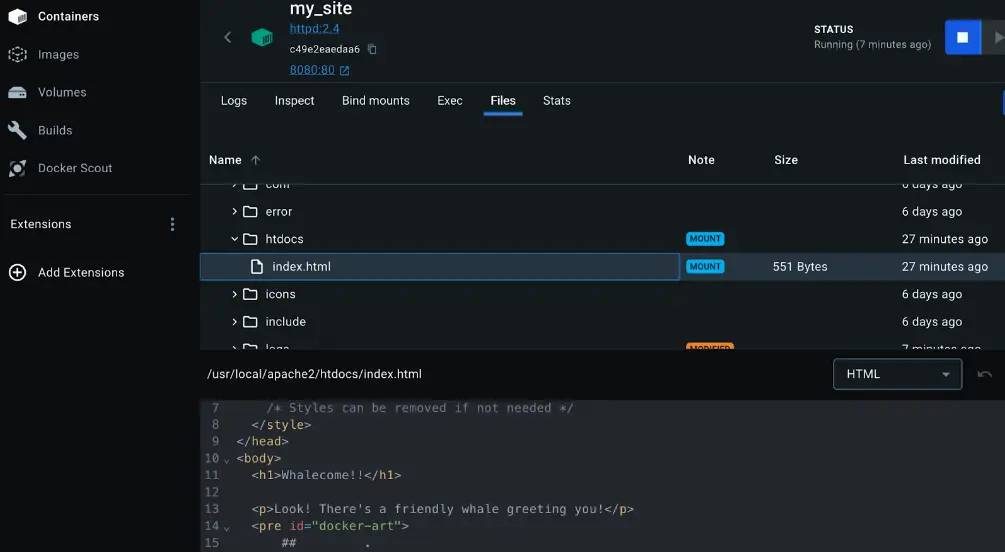 Containers
Images
Volumes
Builds
Docker Scout
Extensions
Add Extensions
my_site
httpd:2.4
c49e2eaedaa6
8080:80
STATUS
Running (7 minutes ago)
Logs Inspect Bind mounts Exec Files Stats
Name Note Size Last modified
conf 6 days ago
error 6 days ago
htdocs MOUNT 27 minutes ago
index.html MOUNT 551 Bytes 27 minutes ago
icons 6 days ago
include 6 days ago
logs MODIFIED 7 minutes ago
/usr/local/apache2/htdocs/index.html HTML
7 /* Styles can be removed if not needed */
8 </style>
9 </head>
10 <body>
11 <h1>Whalecome!!</h1>
12
13 <p>Look! There's a friendly whale greeting you!</p>
14 <pre id="docker-art">
15 ## .